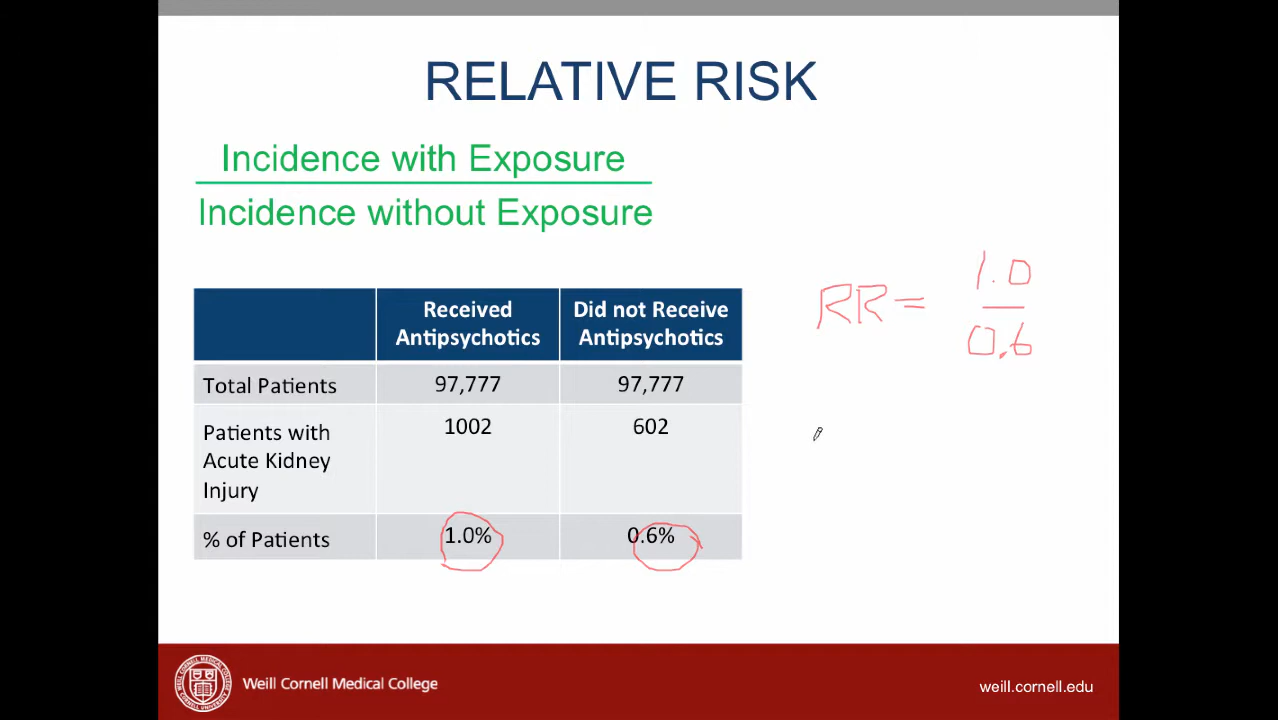 RELATIVE RISK
Incidence with Exposure
Incidence without Exposure
RR = 1.0
0.6
Received Antipsychotics
Did not Receive Antipsychotics
Total Patients 97,777 97,777
Patients with Acute Kidney Injury 1002 602
% of Patients 1.0% 0.6%
Weill Cornell Medical College
weill.cornell.edu